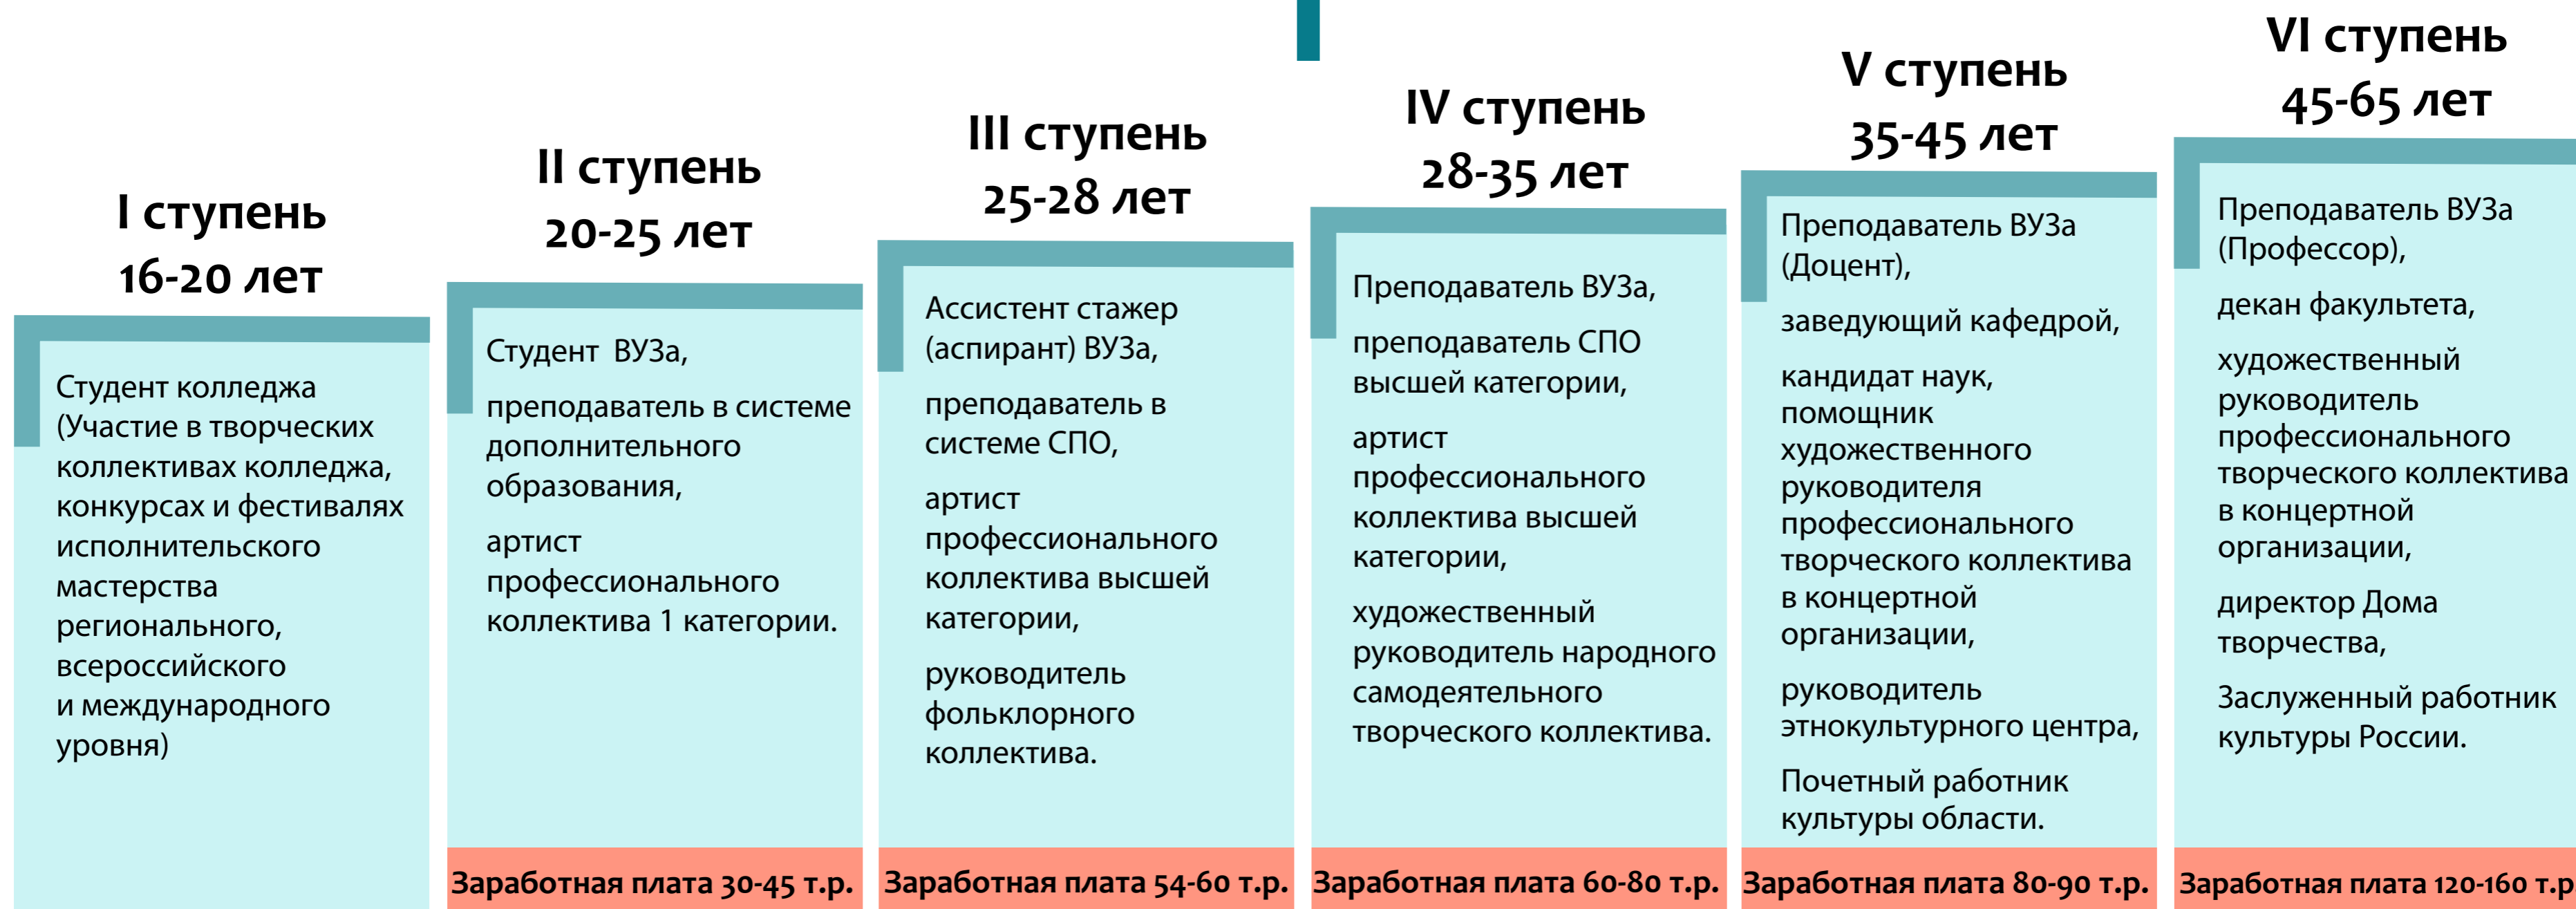 I ступень
16-20 лет
Студент колледжа
(Участие в творческих
коллективах колледжа,
конкурсах и фестивалях
исполнительского
мастерства
регионального,
всероссийского
и международного
уровня)
II ступень
20-25 лет
Студент ВУЗа,
преподаватель в системе
дополнительного
образования,
артист
профессионального
коллектива 1 категории.
Заработная плата 30-45 т.р.
III ступень
25-28 лет
Ассистент стажер
(аспирант) ВУЗа,
преподаватель в
системе СПО,
артист
профессионального
коллектива высшей
категории,
руководитель
фольклорного
коллектива.
Заработная плата 54-60 т.р.
IV ступень
28-35 лет
Преподаватель ВУЗа,
преподаватель СПО
высшей категории,
артист
профессионального
коллектива высшей
категории,
художественный
руководитель народного
самодеятельного
творческого коллектива.
Заработная плата 60-80 т.р.
V ступень
35-45 лет
Преподаватель ВУЗа
(Доцент),
заведующий кафедрой,
кандидат наук,
помощник
художественного
руководителя
профессионального
творческого коллектива
в концертной
организации,
руководитель
этнокультурного центра,
Почетный работник
культуры области.
Заработная плата 80-90 т.р.
VI ступень
45-65 лет
Преподаватель ВУЗа
(Профессор),
декан факультета,
художественный
руководитель
профессионального
творческого коллектива
в концертной
организации,
директор Дома
творчества,
Заслуженный работник
культуры России.
Заработная плата 120-160 т.р